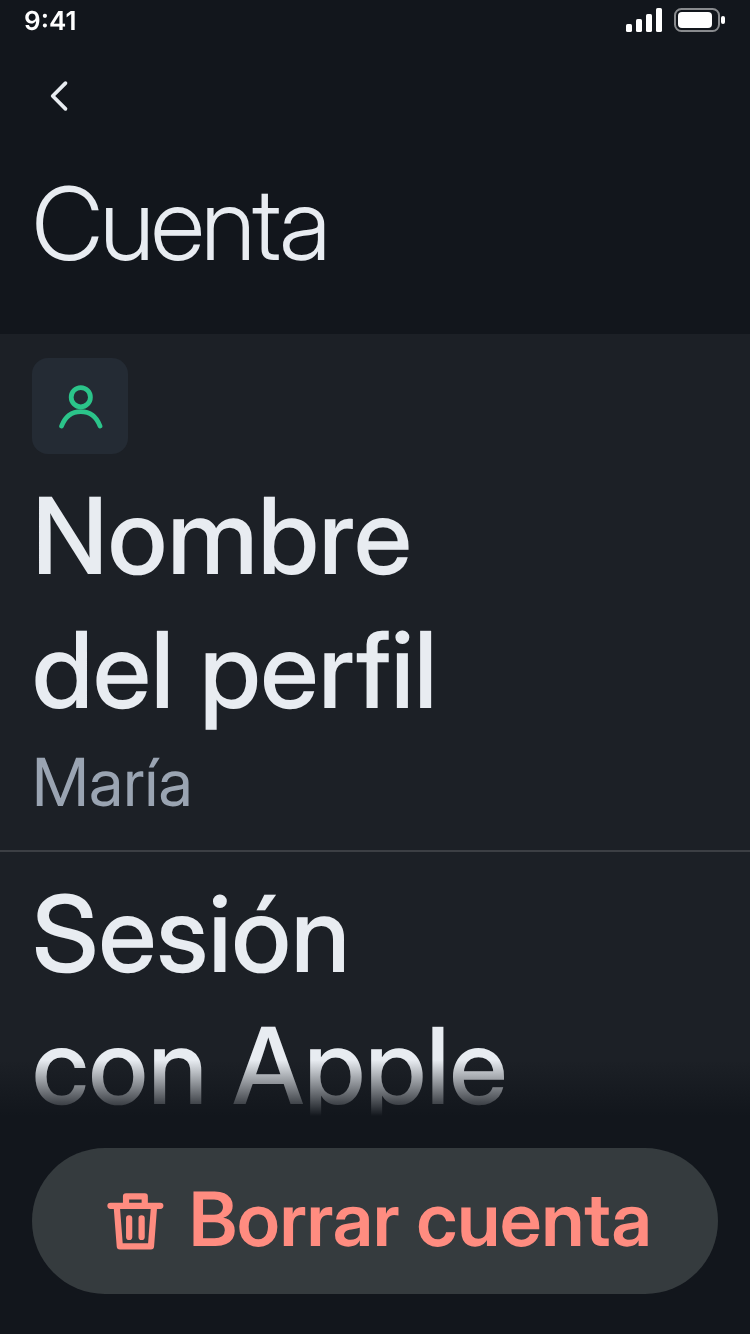 9:41
Cuenta
Nombre
del perfil
María
Sesión
con Apple
Borrar cuenta